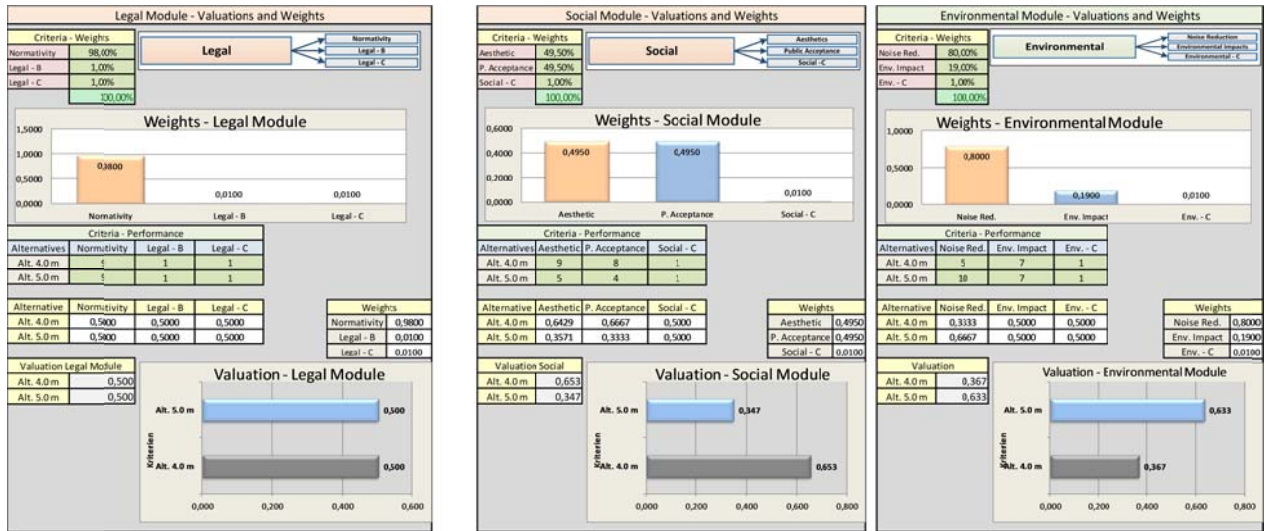 Legal Module - Valuations and Weights
Criteria - Weights
Normativity 98,00%
Legal - B 1,00%
Legal - C 1,00%
100,00%
Legal
Normativity
Legal - B
Legal - C
Weights - Legal Module
1,5000
1,0000
0,5000
0,0000
0,9800
0,0100
0,0100
Normativity Legal - B Legal - C
Criteria - Performance
Alternatives Normativity Legal - B Legal - C
Alt. 4.0 m 1 1
Alt. 5.0 m 1 1
Alternative Normativity Legal - B Legal - C
Alt. 4.0 m 0,5000 0,5000 0,5000
Alt. 5.0 m 0,5000 0,5000 0,5000
Weights
Normativity 0,9800
Legal - B 0,0100
Legal - C 0,0100
Valuation Legal Module
Alt. 4.0 m 0,500
Alt. 5.0 m 0,500
Valuation - Legal Module
Kriterien
Alt. 5.0 m 0,500
Alt. 4.0 m 0,500
0,000 0,200 0,400 0,600
Social Module - Valuations and Weights
Criteria - Weights
Aesthetic 49,50%
P. Acceptance 49,50%
Social - C 1,00%
100,00%
Social
Aesthetics
Public Acceptance
Social - C
Weights - Social Module
0,6000
0,4000
0,2000
0,0000
0,4950
0,4950
0,0100
Aesthetic P. Acceptance Social - C
Criteria - Performance
Alternatives Aesthetic P. Acceptance Social - C
Alt. 4.0 m 9 8 1
Alt. 5.0 m 5 4 1
Alternative Aesthetic P. Acceptance Social - C
Alt. 4.0 m 0,6429 0,6667 0,5000
Alt. 5.0 m 0,3571 0,3333 0,5000
Weights
Aesthetic 0,4950
P. Acceptance 0,4950
Social - C 0,0100
Valuation Social
Alt. 4.0 m 0,653
Alt. 5.0 m 0,347
Valuation - Social Module
Kriterien
Alt. 5.0 m 0,347
Alt. 4.0 m 0,653
0,000 0,200 0,400 0,600 0,800
Environmental Module - Valuations and Weights
Criteria - Weights
Noise Red. 80,00%
Env. Impact 19,00%
Env. - C 1,00%
100,00%
Environmental
Noise Reduction
Environmental Impacts
Environmental - C
Weights - Environmental Module
1,0000
0,5000
0,0000
0,8000
0,1900
0,0100
Noise Red. Env. Impact Env. - C
Criteria - Performance
Alternatives Noise Red. Env. Impact Env. - C
Alt. 4.0 m 5 7 1
Alt. 5.0 m 10 7 1
Alternative Noise Red. Env. Impact Env. - C
Alt. 4.0 m 0,3333 0,5000 0,5000
Alt. 5.0 m 0,6667 0,5000 0,5000
Weights
Noise Red. 0,8000
Env. Impact 0,1900
Env. - C 0,0100
Valuation
Alt. 4.0 m 0,367
Alt. 5.0 m 0,633
Valuation - Environmental Module
Kriterien
Alt. 5.0 m 0,633
Alt. 4.0 m 0,367
0,000 0,200 0,400 0,600 0,800